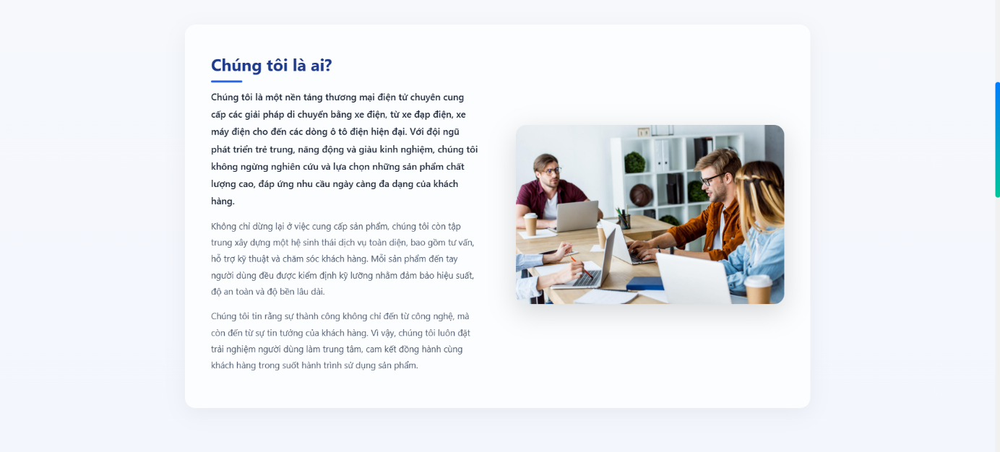 Chúng tôi là ai?
Chúng tôi là một nền tảng thương mại điện tử chuyên cung
cấp các giải pháp di chuyển bằng xe điện, từ xe đạp điện, xe
máy điện cho đến các dòng ô tô điện hiện đại. Với đội ngũ
phát triển trẻ trung, năng động và giàu kinh nghiệm, chúng tôi
không ngừng nghiên cứu và lựa chọn những sản phẩm chất
lượng cao, đáp ứng nhu cầu ngày càng đa dạng của khách
hàng.
Không chỉ dừng lại ở việc cung cấp sản phẩm, chúng tôi còn tập
trung xây dựng một hệ sinh thái dịch vụ toàn diện, bao gồm tư vấn,
hỗ trợ kỹ thuật và chăm sóc khách hàng. Mỗi sản phẩm đến tay
người dùng đều được kiểm định kỹ lưỡng nhằm đảm bảo hiệu suất,
độ an toàn và độ bền lâu dài.
Chúng tôi tin rằng sự thành công không chỉ đến từ công nghệ, mà
còn đến từ sự tin tưởng của khách hàng. Vì vậy, chúng tôi luôn đặt
trải nghiệm người dùng làm trung tâm, cam kết đồng hành cùng
khách hàng trong suốt hành trình sử dụng sản phẩm.